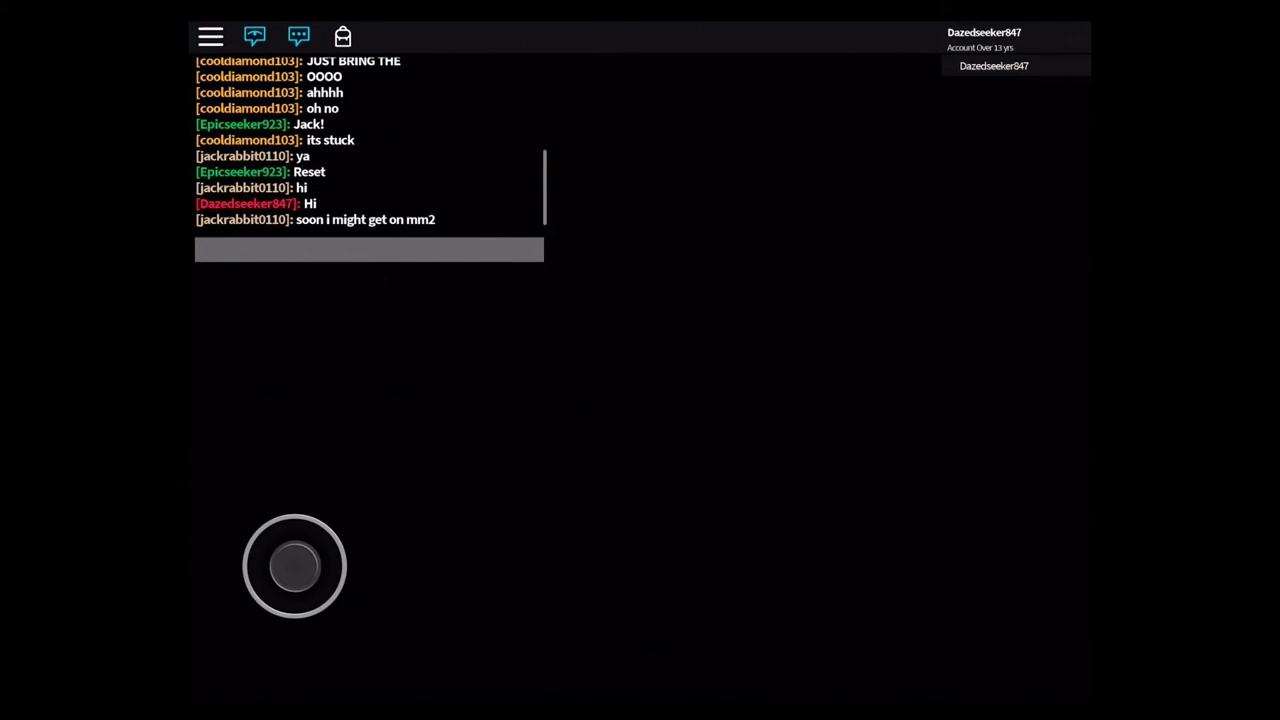 Dazedseeker847
Account Over 13 yrs
Dazedseeker847
[cooldiamond103]: JUST BRING THE
[cooldiamond103]: OOOO
[cooldiamond103]: ahhhh
[cooldiamond103]: oh no
[Epicseeker923]: Jack!
[cooldiamond103]: its stuck
[jackrabbit0110]: ya
[Epicseeker923]: Reset
[jackrabbit0110]: hi
[Dazedseeker847]: Hi
[jackrabbit0110]: soon i might get on mm2